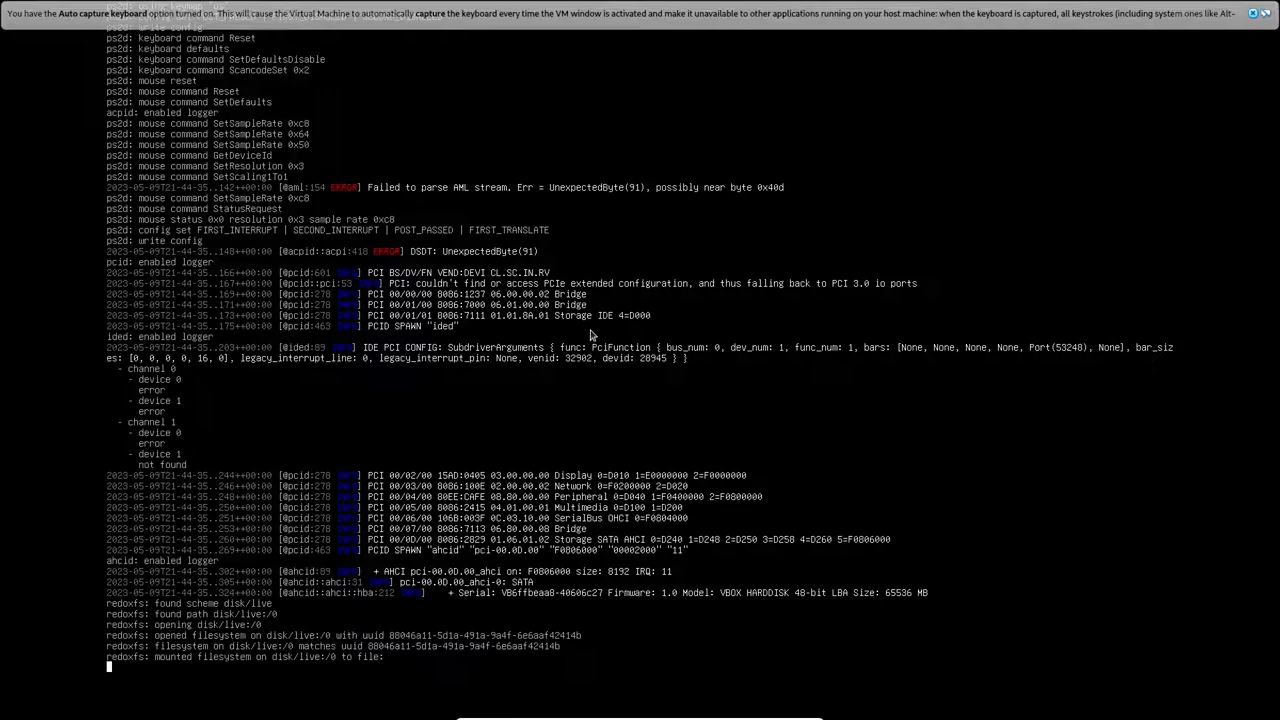 ps2d: using keymap 'us'
You have the Auto capture keyboard option turned on. This will cause the Virtual Machine to automatically capture the keyboard every time the VM window is activated and make it unavailable to other applications running on your host machine: when the keyboard is captured, all keystrokes (including system ones like Alt-
ps2d: write config
ps2d: keyboard command Reset
ps2d: keyboard defaults
ps2d: keyboard command SetDefaultsDisable
ps2d: keyboard command ScancodeSet 0x2
ps2d: mouse reset
ps2d: mouse command Reset
ps2d: mouse command SetDefaults
acpid: enabled logger
ps2d: mouse command SetSampleRate 0xc8
ps2d: mouse command SetSampleRate 0x64
ps2d: mouse command SetSampleRate 0x50
ps2d: mouse command GetDeviceId
ps2d: mouse command SetResolution 0x3
ps2d: mouse command SetScaling1To1
2023-05-09T21-44-35..142++00:00 [@aml:154 ERROR] Failed to parse AML stream. Err = UnexpectedByte(91), possibly near byte 0x40d
ps2d: mouse command SetSampleRate 0xc8
ps2d: mouse command StatusRequest
ps2d: mouse status 0x0 resolution 0x3 sample rate 0xc8
ps2d: config set FIRST_INTERRUPT | SECOND_INTERRUPT | POST_PASSED | FIRST_TRANSLATE
ps2d: write config
2023-05-09T21-44-35..148++00:00 [@acpid::acpi:418 ERROR] DSDT: UnexpectedByte(91)
pcid: enabled logger
2023-05-09T21-44-35..166++00:00 [@pcid:601 INFO] PCI BS/DV/FN VEND:DEVI CL.SC.IN.RV
2023-05-09T21-44-35..167++00:00 [@pcid::pci:53 INFO] PCI: couldn't find or access PCIe extended configuration, and thus falling back to PCI 3.0 io ports
2023-05-09T21-44-35..169++00:00 [@pcid:278 INFO] PCI 00/00/00 8086:1237 06.00.00.02 Bridge
2023-05-09T21-44-35..171++00:00 [@pcid:278 INFO] PCI 00/01/00 8086:7000 06.01.00.00 Bridge
2023-05-09T21-44-35..173++00:00 [@pcid:278 INFO] PCI 00/01/01 8086:7111 01.01.8A.01 Storage IDE 4=D000
2023-05-09T21-44-35..175++00:00 [@pcid:463 INFO] PCID SPAWN "ided"
ided: enabled logger
2023-05-09T21-44-35..203++00:00 [@ided:89 INFO] IDE PCI CONFIG: SubdriverArguments { func: PciFunction { bus_num: 0, dev_num: 1, func_num: 1, bars: [None, None, None, None, Port(53248), None], bar_siz
es: [0, 0, 0, 0, 16, 0], legacy_interrupt_line: 0, legacy_interrupt_pin: None, venid: 32902, devid: 28945 } }
- channel 0
- device 0
error
- device 1
error
- channel 1
- device 0
error
- device 1
not found
2023-05-09T21-44-35..244++00:00 [@pcid:278 INFO] PCI 00/02/00 15AD:0405 03.00.00.00 Display 0=D010 1=E0000000 2=F0000000
2023-05-09T21-44-35..246++00:00 [@pcid:278 INFO] PCI 00/03/00 8086:100E 02.00.00.02 Network 0=F0200000 2=D020
2023-05-09T21-44-35..248++00:00 [@pcid:278 INFO] PCI 00/04/00 80EE:CAFE 08.80.00.00 Peripheral 0=D040 1=F0400000 2=F0800000
2023-05-09T21-44-35..250++00:00 [@pcid:278 INFO] PCI 00/05/00 8086:2415 04.01.00.01 Multimedia 0=D100 1=D200
2023-05-09T21-44-35..251++00:00 [@pcid:278 INFO] PCI 00/06/00 106B:003F 0C.03.10.00 SerialBus OHCI 0=F0804000
2023-05-09T21-44-35..253++00:00 [@pcid:278 INFO] PCI 00/07/00 8086:7113 06.80.00.08 Bridge
2023-05-09T21-44-35..260++00:00 [@pcid:278 INFO] PCI 00/0D/00 8086:2829 01.06.01.02 Storage SATA AHCI 0=D240 1=D248 2=D250 3=D258 4=D260 5=F0806000
2023-05-09T21-44-35..269++00:00 [@pcid:463 INFO] PCID SPAWN "ahcid" "pci-00.0D.00" "F0806000" "00002000" "11"
ahcid: enabled logger
2023-05-09T21-44-35..302++00:00 [@ahcid:89 INFO] + AHCI pci-00.0D.00 on: F0806000 size: 8192 IRQ: 11
2023-05-09T21-44-35..305++00:00 [@ahcid::ahci:31 INFO] pci-00.0D.00_ahci-0: SATA
2023-05-09T21-44-35..324++00:00 [@ahcid::ahci::hba:212 INFO] + Serial: VB6ffbeaa8-40606c27 Firmware: 1.0 Model: VBOX HARDDISK 48-bit LBA Size: 65536 MB
redoxfs: found scheme disk/live
redoxfs: found path disk/live:/0
redoxfs: opening disk/live:/0
redoxfs: opened filesystem on disk/live:/0 with uuid 88046a11-5d1a-491a-9a4f-6e6aaf42414b
redoxfs: filesystem on disk/live:/0 matches uuid 88046a11-5d1a-491a-9a4f-6e6aaf42414b
redoxfs: mounted filesystem on disk/live:/0 to file: